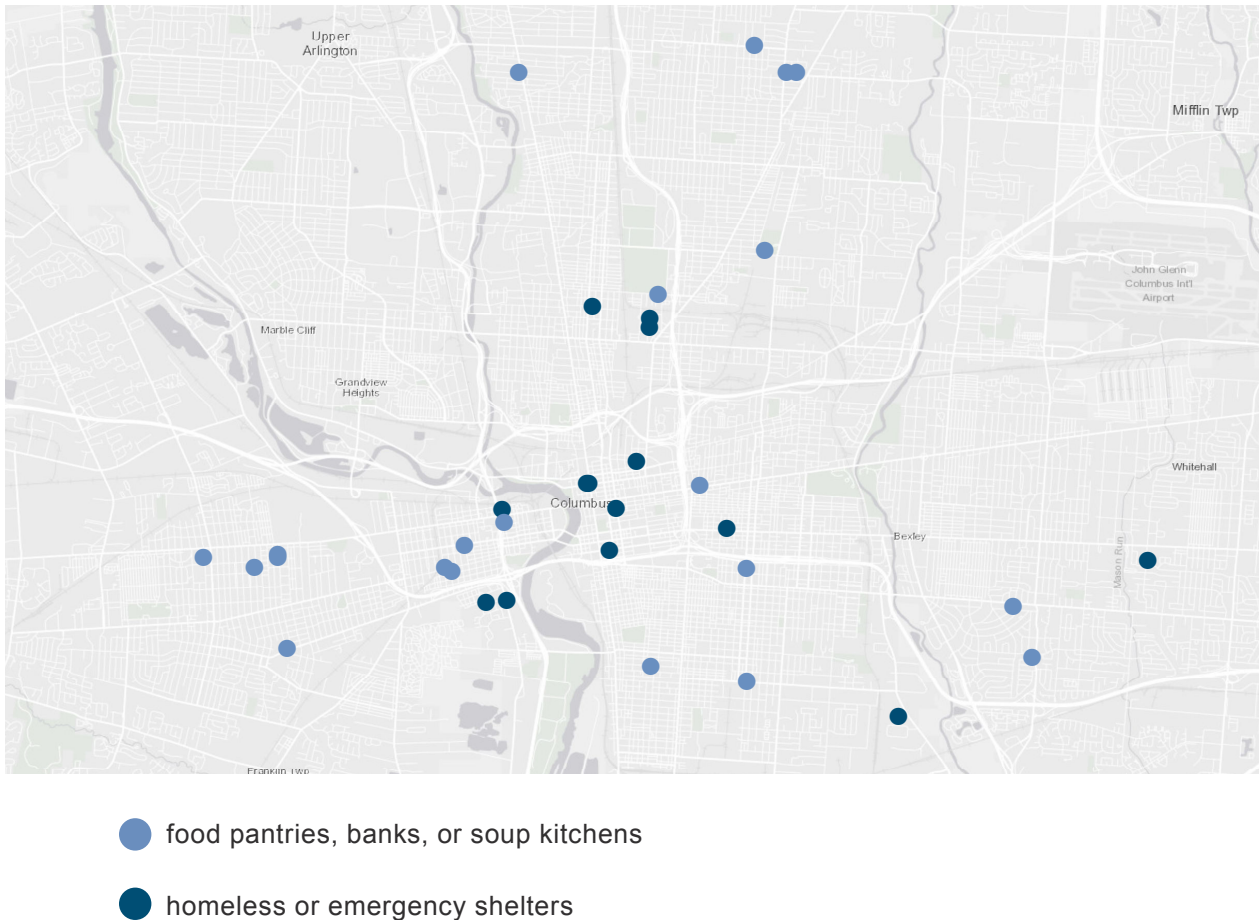 Upper
Arlington
Mifflin Twp
John Glenn
Columbus Int'l
Airport
Marble Cliff
Grandview
Heights
Whitehall
Columbus
Bexley
Mason Run
Franklin Twp
food pantries, banks, or soup kitchens
homeless or emergency shelters